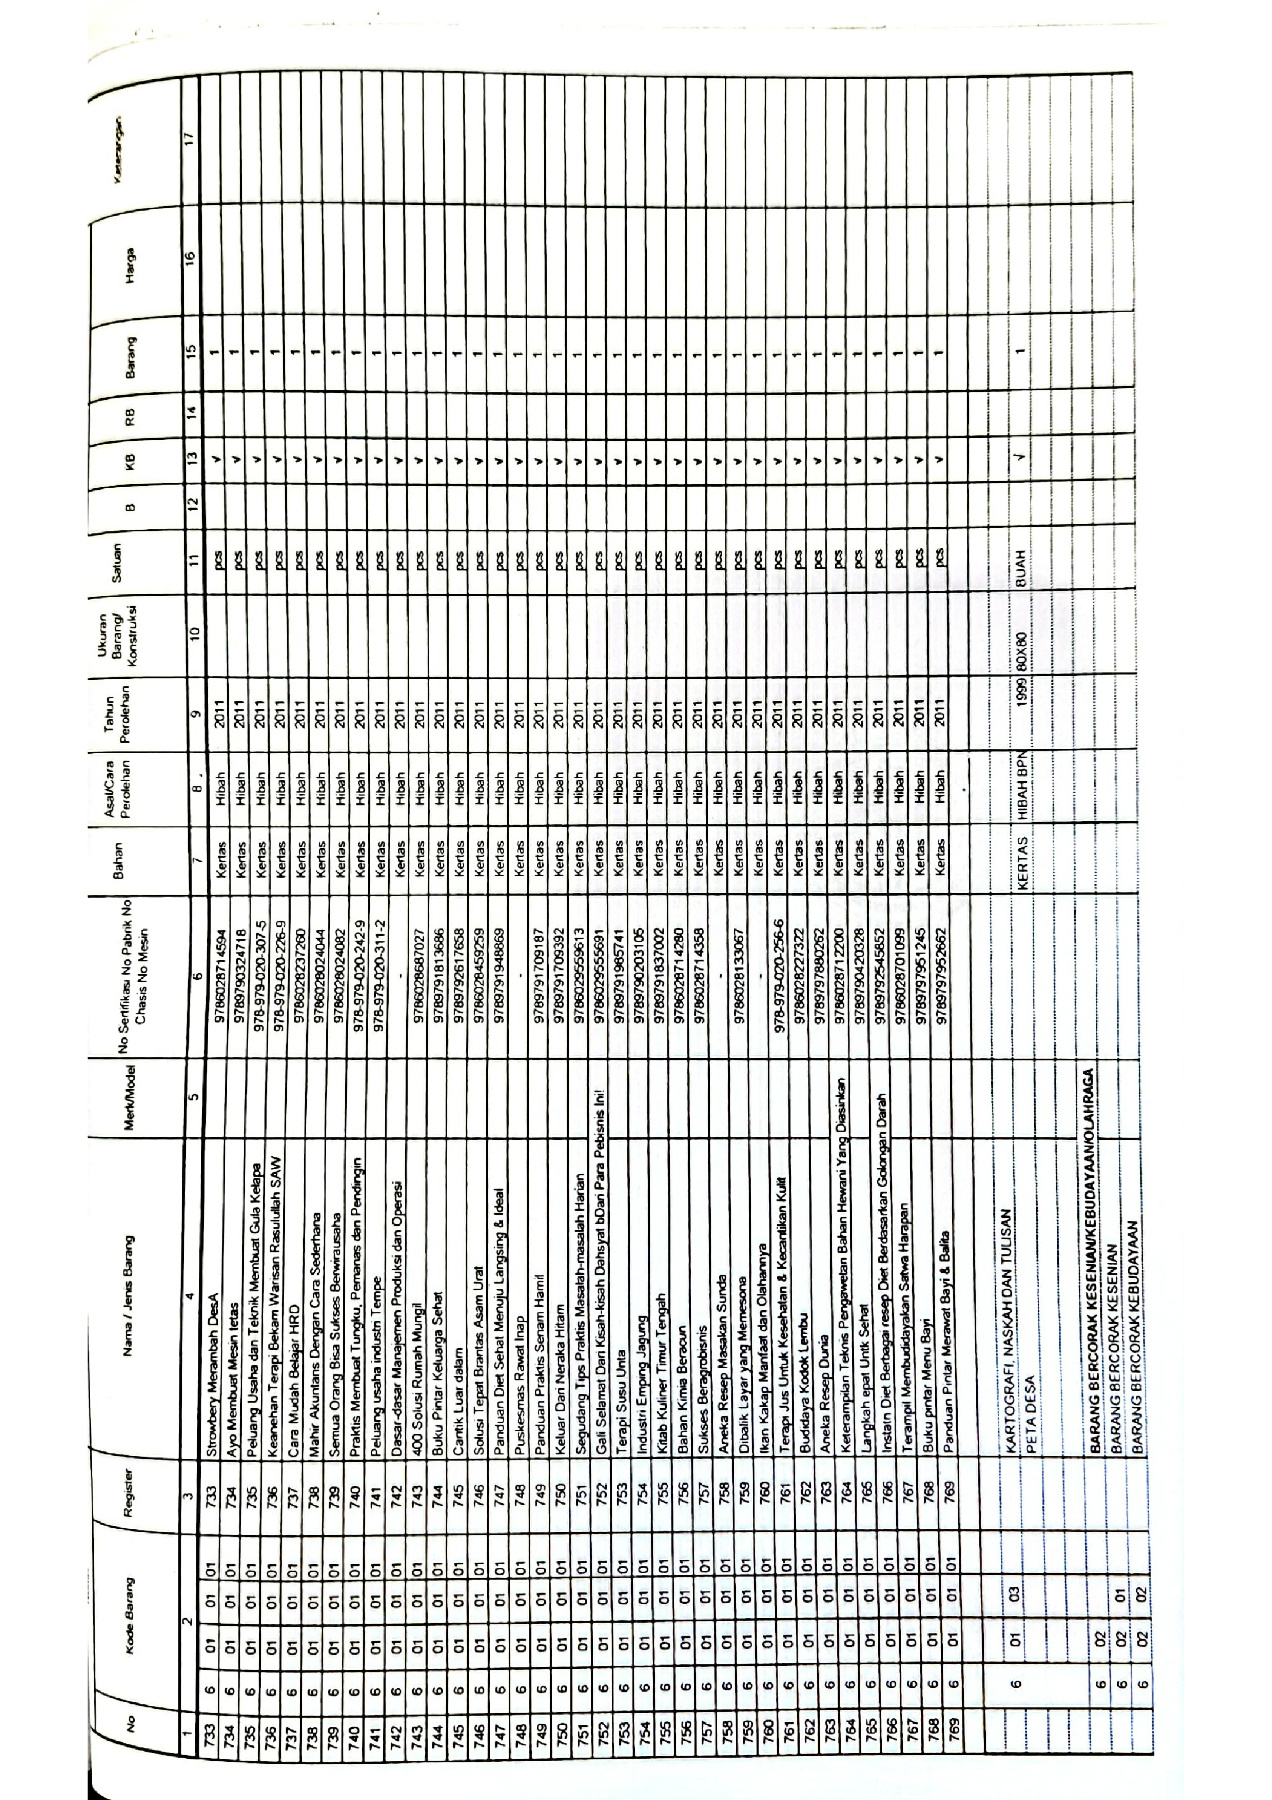 No Kode Barang Register Nama / Jenis Barang Merk/Model No Sertifikasi No Pabrik No Chasis No Mesin Bahan Asal/Cara Perolehan Tahun Perolehan Ukuran Barang/ Konstruksi Satuan B KB RB Barang Harga Keterangan
1 2 3 4 5 6 7 8 9 10 11 12 13 14 15 16 17
733 6 01 01 01 733 Strowbery Merambah DesA 9786028714594 Kertas Hibah 2011 pcs √ 1
734 6 01 01 01 734 Ayo Membuat Mesin tetas 9789790324718 Kertas Hibah 2011 pcs √ 1
735 6 01 01 01 735 Peluang Usaha dan Teknik Membuat Gula Kelapa 978-979-020-307-5 Kertas Hibah 2011 pcs √ 1
736 6 01 01 01 736 Keanehan Terapi Bekam Warisan Rasulullah SAW 978-979-020-226-9 Kertas Hibah 2011 pcs √ 1
737 6 01 01 01 737 Cara Mudah Belajar HRD 9786028237260 Kertas Hibah 2011 pcs √ 1
738 6 01 01 01 738 Mahir Akuntans Dengan Cara Sederhana 9786028024044 Kertas Hibah 2011 pcs √ 1
739 6 01 01 01 739 Semua Orang Bisa Sukses Berwirausaha 9786028024082 Kertas Hibah 2011 pcs √ 1
740 6 01 01 01 740 Praktis Membuat Tungku, Pemanas dan Pendingin 978-979-020-242-9 Kertas Hibah 2011 pcs √ 1
741 6 01 01 01 741 Peluang usaha industri Tempe 978-979-020-311-2 Kertas Hibah 2011 pcs √ 1
742 6 01 01 01 742 Dasar-dasar Manajemen Produksi dan Operasi - Kertas Hibah 2011 pcs √ 1
743 6 01 01 01 743 400 Solusi Rumah Mungil 9786028687027 Kertas Hibah 2011 pcs √ 1
744 6 01 01 01 744 Buku Pintar Keluarga Sehat 9789791813686 Kertas Hibah 2011 pcs √ 1
745 6 01 01 01 745 Cantik Luar dalam 9789792617658 Kertas Hibah 2011 pcs √ 1
746 6 01 01 01 746 Solusi Tepat Brantas Asam Urat 9786028459259 Kertas Hibah 2011 pcs √ 1
747 6 01 01 01 747 Panduan Diet Sehat Menuju Langsing & Ideal 9789791948869 Kertas Hibah 2011 pcs √ 1
748 6 01 01 01 748 Puskesmas Rawat Inap - Kertas Hibah 2011 pcs √ 1
749 6 01 01 01 749 Panduan Praktis Senam Hamil 9789791709187 Kertas Hibah 2011 pcs √ 1
750 6 01 01 01 750 Keluar Dari Neraka Hitam 9789791709392 Kertas Hibah 2011 pcs √ 1
751 6 01 01 01 751 Segudang Tips Praktis Masalah-masalah Harian 9786029559613 Kertas Hibah 2011 pcs √ 1
752 6 01 01 01 752 Gali Selamat Dari Kisah-kisah Dahsyat bDari Para Pebisnis Ini! 9786029555691 Kertas Hibah 2011 pcs √ 1
753 6 01 01 01 753 Terapi Susu Unta 9789791985741 Kertas Hibah 2011 pcs √ 1
754 6 01 01 01 754 Industri Emping Jagung 9789790203105 Kertas Hibah 2011 pcs √ 1
755 6 01 01 01 755 Kitab Kuliner Timur Tengah 9789791837002 Kertas Hibah 2011 pcs √ 1
756 6 01 01 01 756 Bahan Kimia Beracun 9786028714280 Kertas Hibah 2011 pcs √ 1
757 6 01 01 01 757 Sukses Beragrobisnis 9786028714358 Kertas Hibah 2011 pcs √ 1
758 6 01 01 01 758 Aneka Resep Masakan Sunda - Kertas Hibah 2011 pcs √ 1
759 6 01 01 01 759 Dibalik Layar yang Memesona 9786028133067 Kertas Hibah 2011 pcs √ 1
760 6 01 01 01 760 Ikan Kakap Manfaat dan Olahannya - Kertas Hibah 2011 pcs √ 1
761 6 01 01 01 761 Terapi Jus Untuk Kesehatan & Kecantikan Kulit 978-979-020-256-6 Kertas Hibah 2011 pcs √ 1
762 6 01 01 01 762 Budidaya Kodok Lembu 9786028227322 Kertas Hibah 2011 pcs √ 1
763 6 01 01 01 763 Aneka Resep Dunia 9789797880262 Kertas Hibah 2011 pcs √ 1
764 6 01 01 01 764 Keterampilan Teknis Pengawetan Bahan Hewani Yang Diasinkan 9786028712200 Kertas Hibah 2011 pcs √ 1
765 6 01 01 01 765 Langkah epat Untk Sehat 9789790420328 Kertas Hibah 2011 pcs √ 1
766 6 01 01 01 766 Instatn Diet Berbagai resep Diet Berdasarkan Golongan Darah 9789792545852 Kertas Hibah 2011 pcs √ 1
767 6 01 01 01 767 Terampil Membudidayakan Satwa Harapan 9786028701099 Kertas Hibah 2011 pcs √ 1
768 6 01 01 01 768 Buku pintar Menu Bayi 9789797951245 Kertas Hibah 2011 pcs √ 1
769 6 01 01 01 769 Panduan Pintar Merawat Bayi & Balita 9789797952662 Kertas Hibah 2011 pcs √ 1
6 01 03 KARTOGRAFI, NASKAH DAN TULISAN
PETA DESA KERTAS HIBAH BPN 1999 80X80 BUAH √ 1
6 02 BARANG BERCORAK KESENIAN/KEBUDAYAAN/OLAHRAGA
6 02 01 BARANG BERCORAK KESENIAN
6 02 02 BARANG BERCORAK KEBUDAYAAN